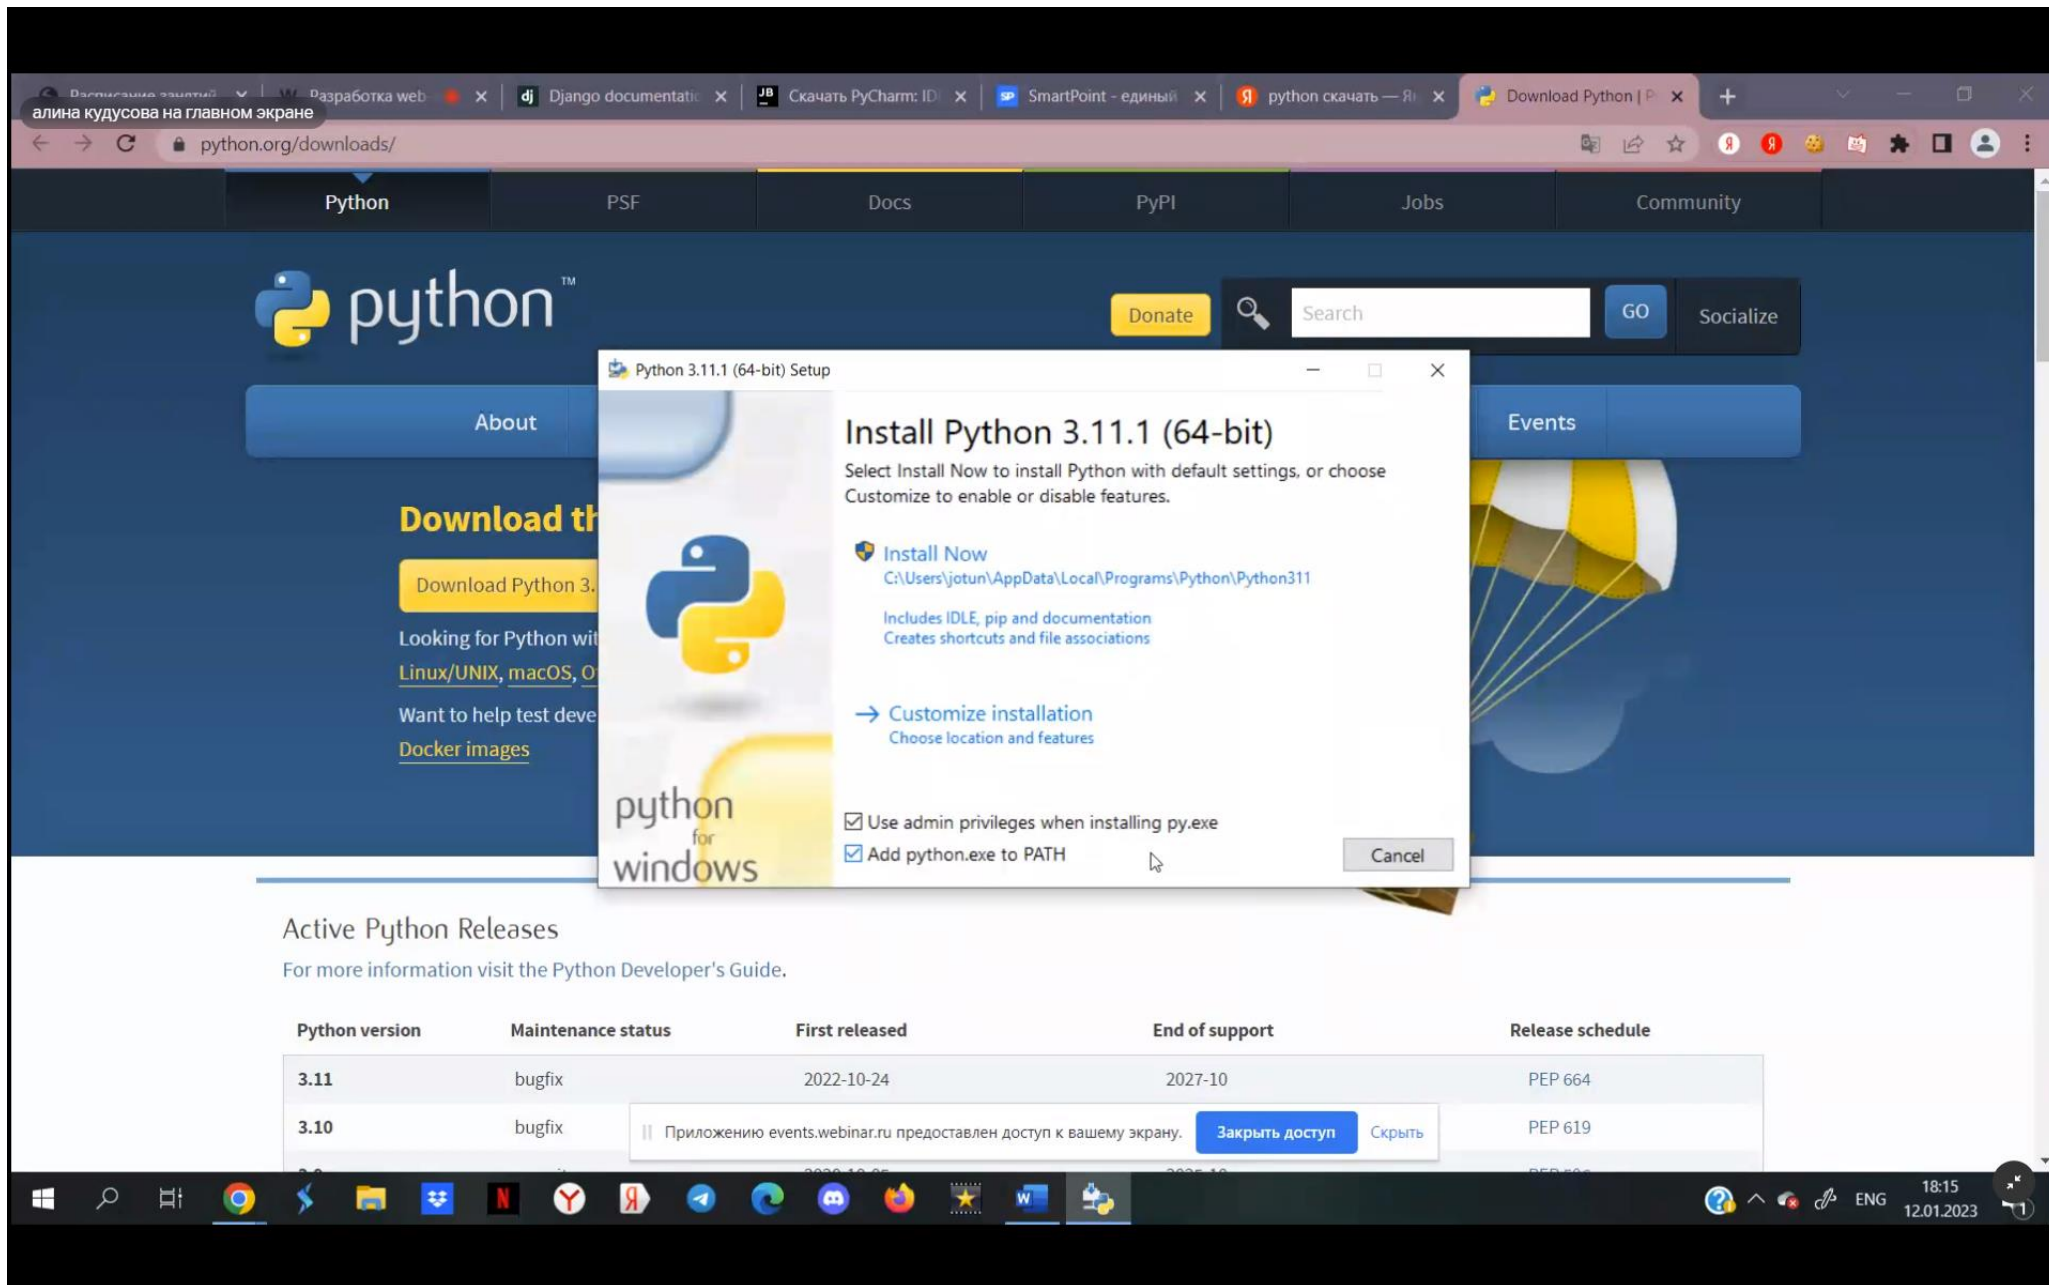 Расписание занятий
Разработка web
Django documentatic
JB
Скачать PyCharm: ID
SP
SmartPoint - единый
Я
python скачать — Я
Download Python | P
алина кудусова на главном экране
python.org/downloads/
Python
PSF
Docs
PyPI
Jobs
Community
python™
Donate
Search
GO
Socialize
Python 3.11.1 (64-bit) Setup
About
Events
Install Python 3.11.1 (64-bit)
Select Install Now to install Python with default settings, or choose
Customize to enable or disable features.
Download th
Install Now
C:\Users\jotun\AppData\Local\Programs\Python\Python311
Download Python 3.
Includes IDLE, pip and documentation
Creates shortcuts and file associations
Looking for Python wit
Linux/UNIX, macOS, O
Customize installation
Choose location and features
Want to help test deve
Docker images
python
for
windows
Use admin privileges when installing py.exe
Add python.exe to PATH
Cancel
Active Python Releases
For more information visit the Python Developer's Guide.
Python version Maintenance status First released End of support Release schedule
3.11 bugfix 2022-10-24 2027-10 PEP 664
3.10 bugfix PEP 619
Приложению events.webinar.ru предоставлен доступ к вашему экрану. Закрыть доступ Скрыть
ENG
18:15
12.01.2023